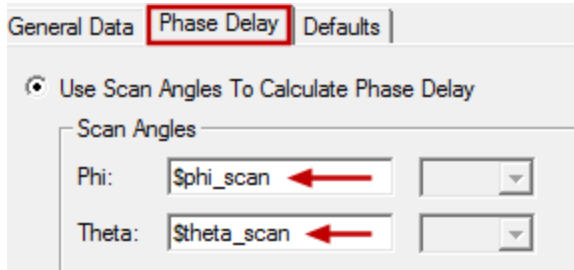 General Data Phase Delay Defaults
Use Scan Angles To Calculate Phase Delay
Scan Angles
Phi: $phi_scan
Theta: $theta_scan